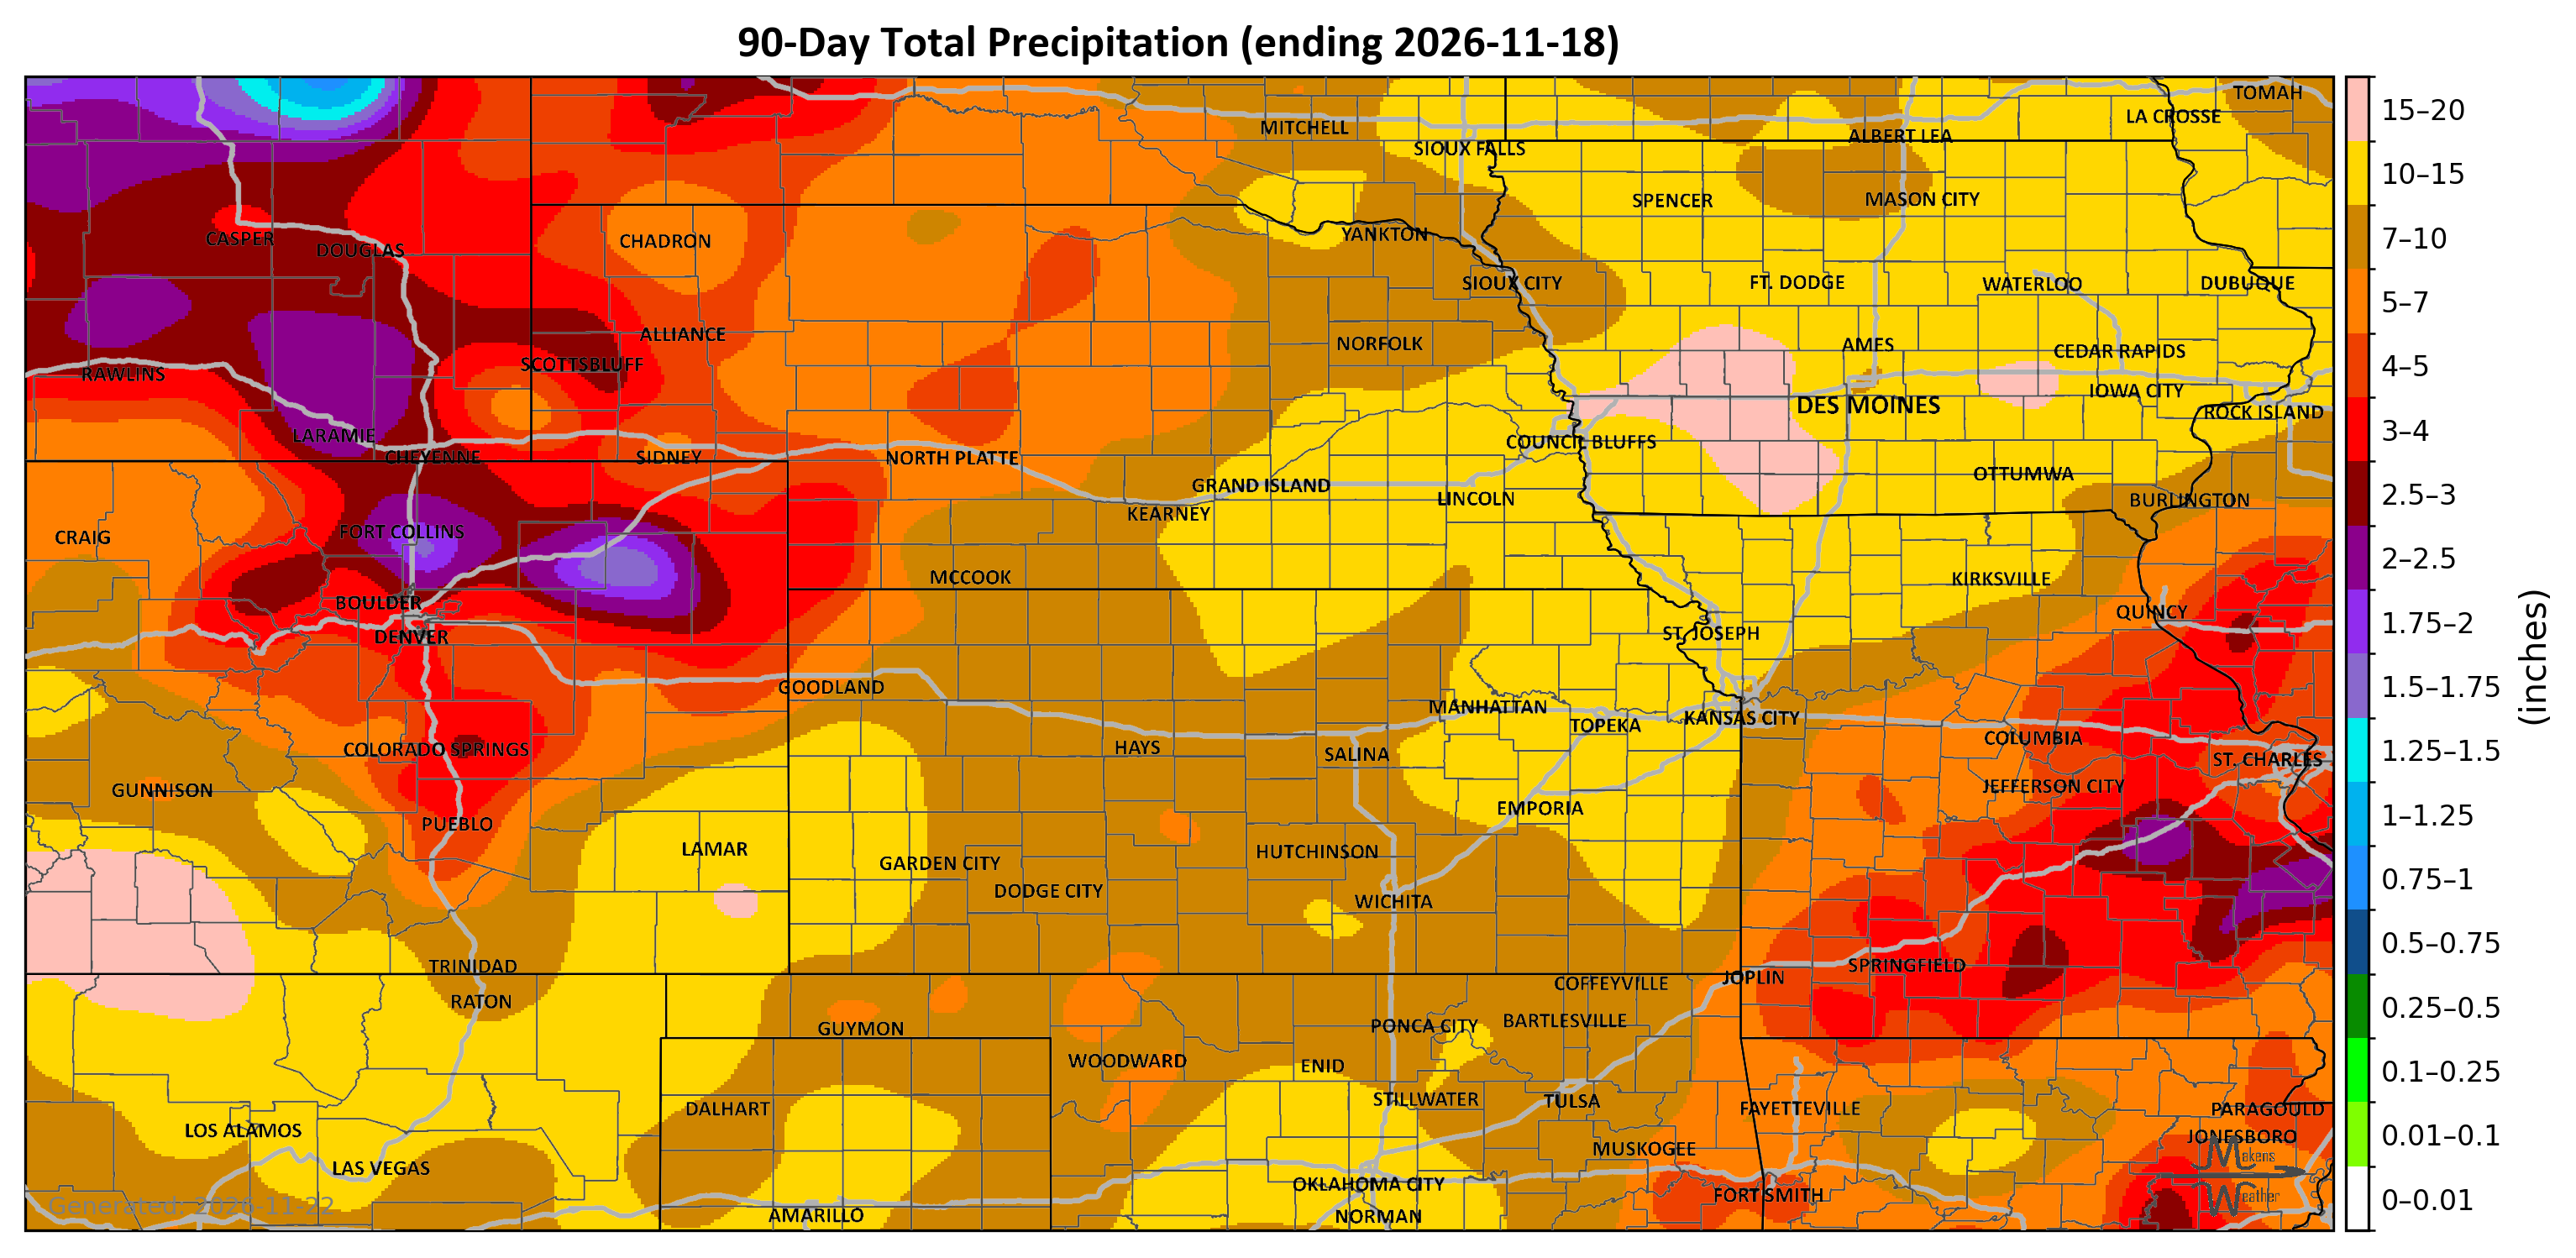 90-Day Total Precipitation (ending 2026-11-18)
TOMAH
LA CROSSE
MITCHELL
ALBERT LEA
SIOUX FALLS
SPENCER
MASON CITY
YANKTON
CASPER
DOUGLAS
CHADRON
SIOUX CITY
FT. DODGE
WATERLOO
DUBUQUE
ALLIANCE
NORFOLK
AMES
CEDAR RAPIDS
SCOTTSBLUFF
RAWLINS
IOWA CITY
DES MOINES
ROCK ISLAND
LARAMIE
COUNCIL BLUFFS
CHEYENNE
SIDNEY
NORTH PLATTE
OTTUMWA
GRAND ISLAND
LINCOLN
BURLINGTON
KEARNEY
FORT COLLINS
CRAIG
MCCOOK
KIRKSVILLE
BOULDER
QUINCY
DENVER
ST. JOSEPH
GOODLAND
MANHATTAN
KANSAS CITY
TOPEKA
COLUMBIA
COLORADO SPRINGS
HAYS
SALINA
ST. CHARLES
GUNNISON
JEFFERSON CITY
EMPORIA
PUEBLO
LAMAR
HUTCHINSON
GARDEN CITY
DODGE CITY
WICHITA
TRINIDAD
SPRINGFIELD
JOPLIN
COFFEYVILLE
RATON
GUYMON
PONCA CITY
BARTLESVILLE
WOODWARD
ENID
STILLWATER
TULSA
DALHART
FAYETTEVILLE
PARAGOULD
LOS ALAMOS
JONESBORO
MUSKOGEE
LAS VEGAS
OKLAHOMA CITY
FORT SMITH
AMARILLO
NORMAN
Generated: 2026-11-22
Makens
Weather
15–20
10–15
7–10
5–7
4–5
3–4
2.5–3
2–2.5
1.75–2
1.5–1.75
1.25–1.5
1–1.25
0.75–1
0.5–0.75
0.25–0.5
0.1–0.25
0.01–0.1
0–0.01
(inches)